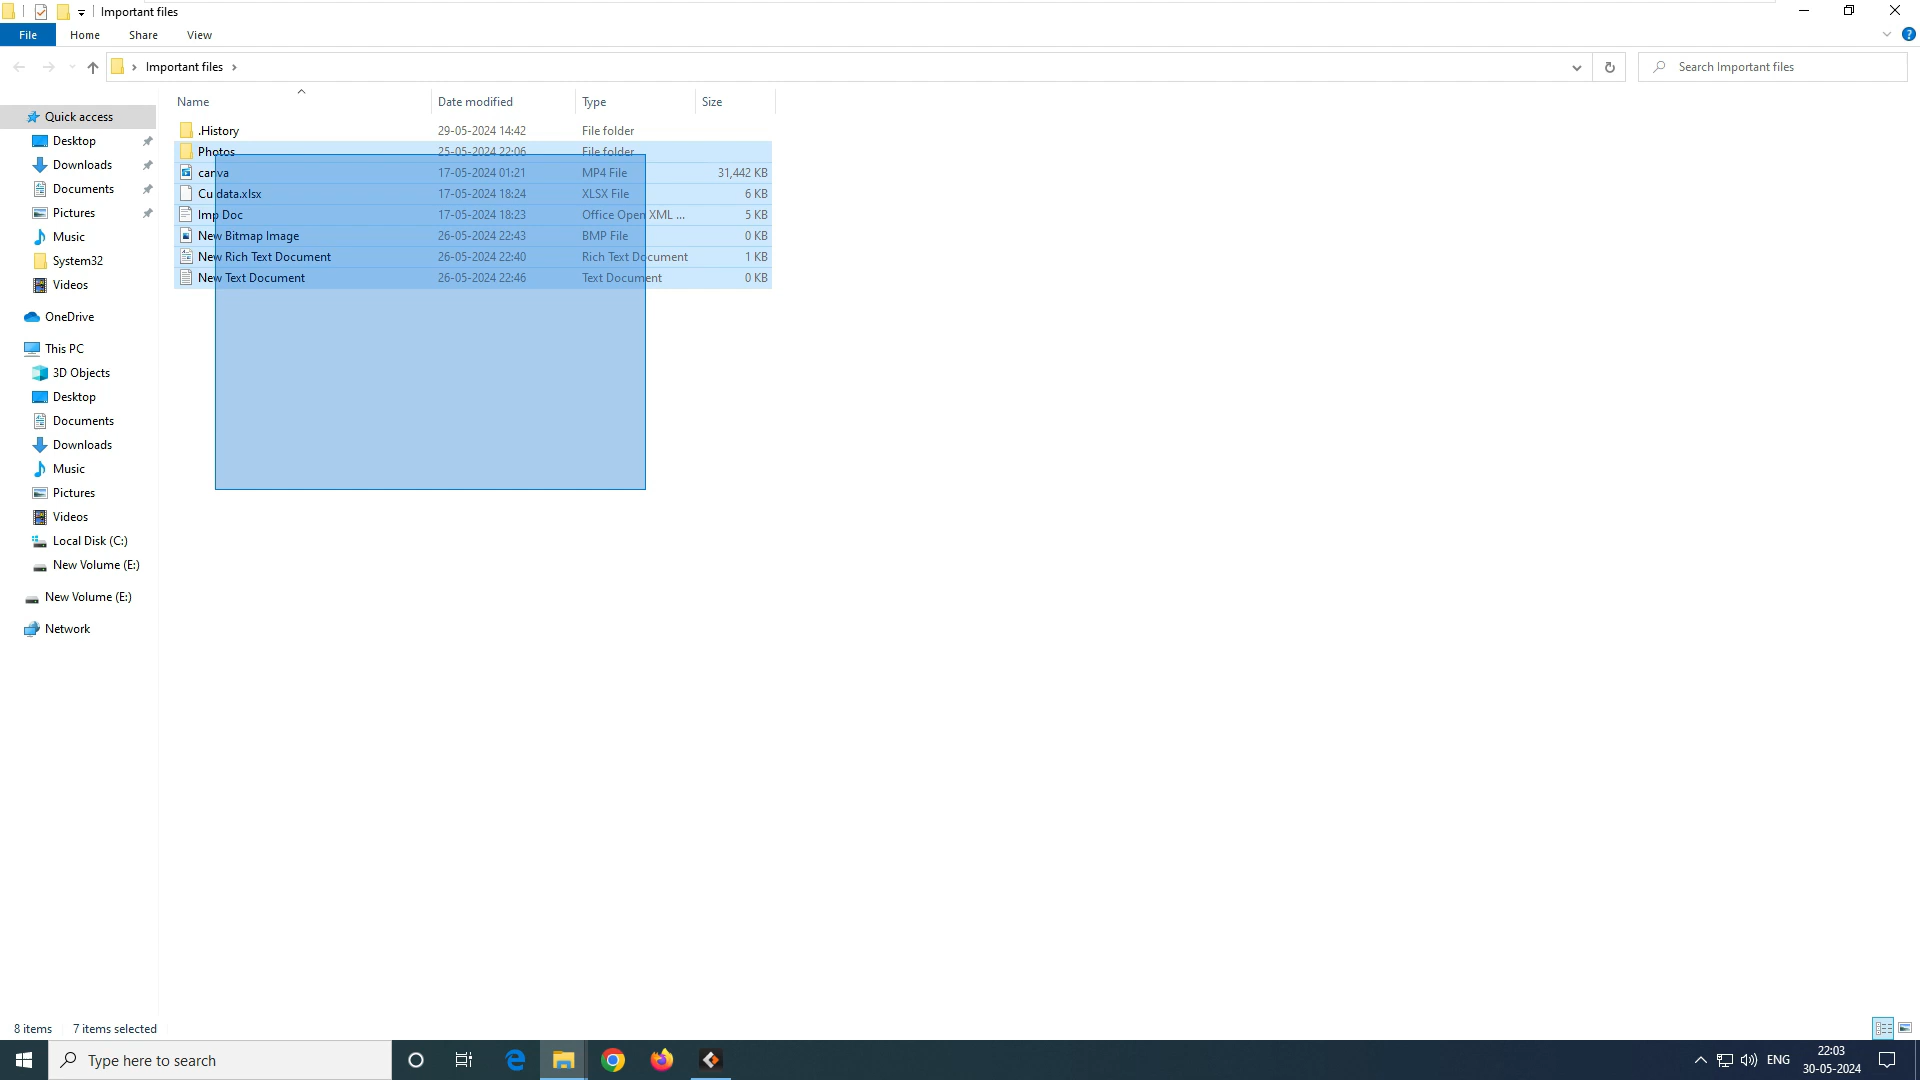 Important files
File Home Share View
Important files
Search Important files
Name Date modified Type Size
.History 29-05-2024 14:42 File folder
Photos 25-05-2024 22:06 File folder
canva 17-05-2024 01:21 MP4 File 31,442 KB
Cu data.xlsx 17-05-2024 18:24 XLSX File 6 KB
Imp Doc 17-05-2024 18:23 Office Open XML ... 5 KB
New Bitmap Image 26-05-2024 22:43 BMP File 0 KB
New Rich Text Document 26-05-2024 22:40 Rich Text Document 1 KB
New Text Document 26-05-2024 22:46 Text Document 0 KB
Quick access
Desktop
Downloads
Documents
Pictures
Music
System32
Videos
OneDrive
This PC
3D Objects
Desktop
Documents
Downloads
Music
Pictures
Videos
Local Disk (C:)
New Volume (E:)
New Volume (E:)
Network
8 items 7 items selected
Type here to search
ENG
22:03
30-05-2024